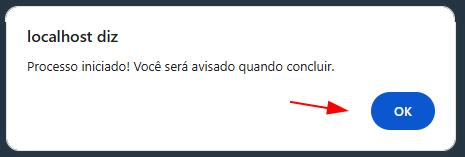 localhost diz
Processo iniciado! Você será avisado quando concluir.
OK